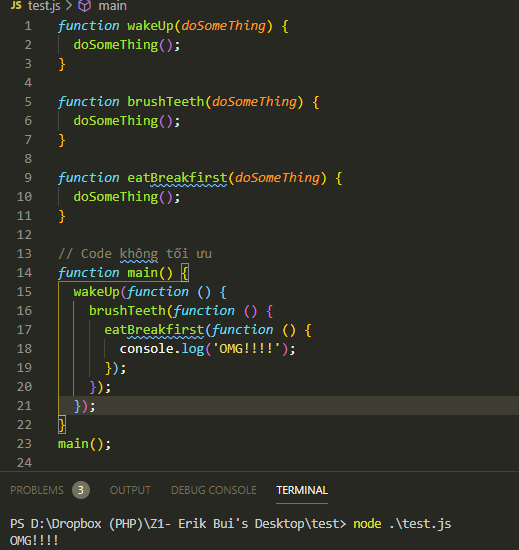 JS test.js > main
1 function wakeUp(doSomeThing) {
2 doSomeThing();
3 }
4
5 function brushTeeth(doSomeThing) {
6 doSomeThing();
7 }
8
9 function eatBreakfirst(doSomeThing) {
10 doSomeThing();
11 }
12
13 // Code không tối ưu
14 function main() {
15 wakeUp(function () {
16 brushTeeth(function () {
17 eatBreakfirst(function () {
18 console.log('OMG!!!!');
19 });
20 });
21 });
22 }
23 main();
24
PROBLEMS 3 OUTPUT DEBUG CONSOLE TERMINAL
PS D:\Dropbox (PHP)\Z1- Erik Bui's Desktop\test> node .\test.js
OMG!!!!